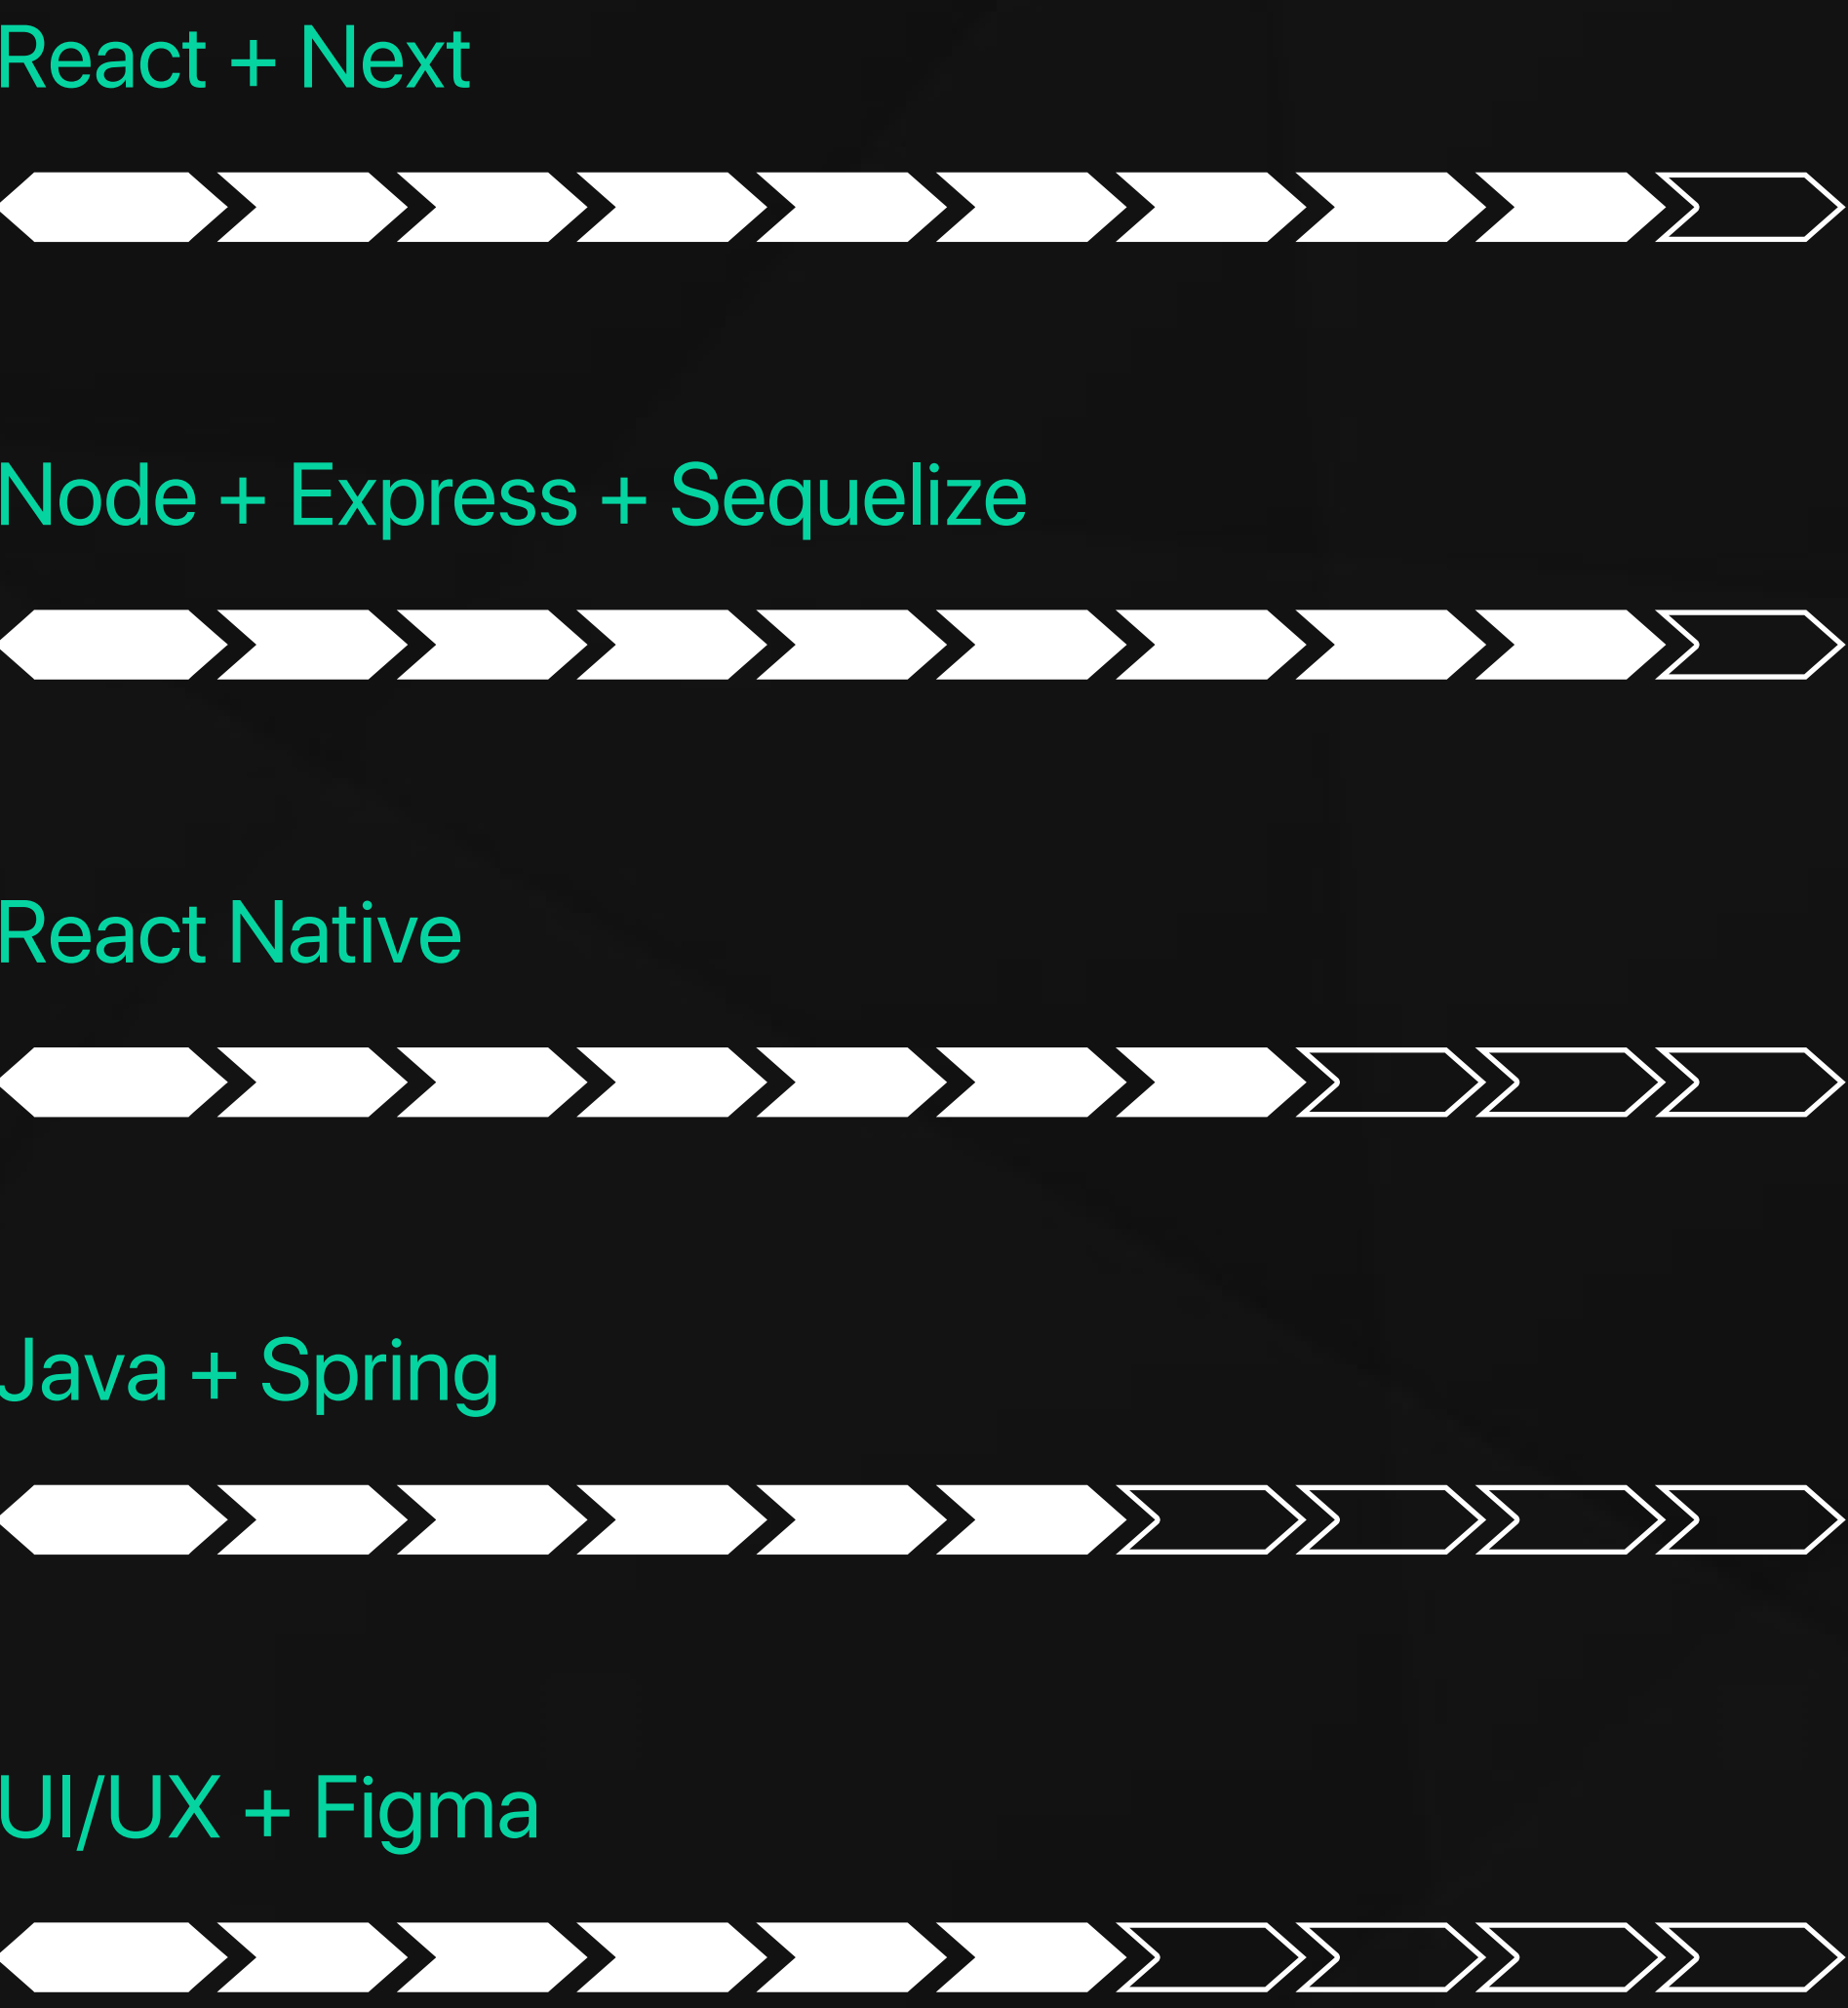 React + Next
Node + Express + Sequelize
React Native
Java + Spring
UI/UX + Figma